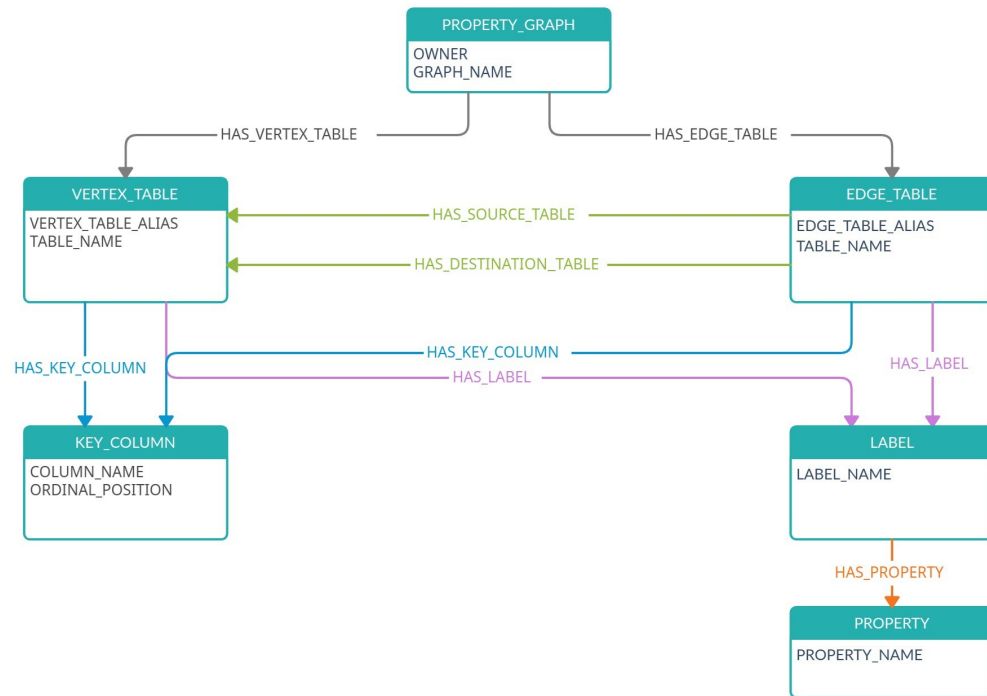 PROPERTY_GRAPH
OWNER
GRAPH_NAME
HAS_VERTEX_TABLE
HAS_EDGE_TABLE
VERTEX_TABLE
VERTEX_TABLE_ALIAS
TABLE_NAME
HAS_SOURCE_TABLE
HAS_DESTINATION_TABLE
EDGE_TABLE
EDGE_TABLE_ALIAS
TABLE_NAME
HAS_KEY_COLUMN
HAS_KEY_COLUMN
HAS_LABEL
HAS_LABEL
KEY_COLUMN
COLUMN_NAME
ORDINAL_POSITION
LABEL
LABEL_NAME
HAS_PROPERTY
PROPERTY
PROPERTY_NAME